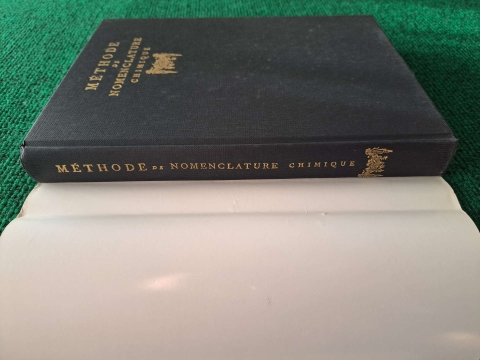 MÉTHODE
DE
NOMENCLATURE
CHIMIQUE
MÉTHODE DE NOMENCLATURE CHIMIQUE